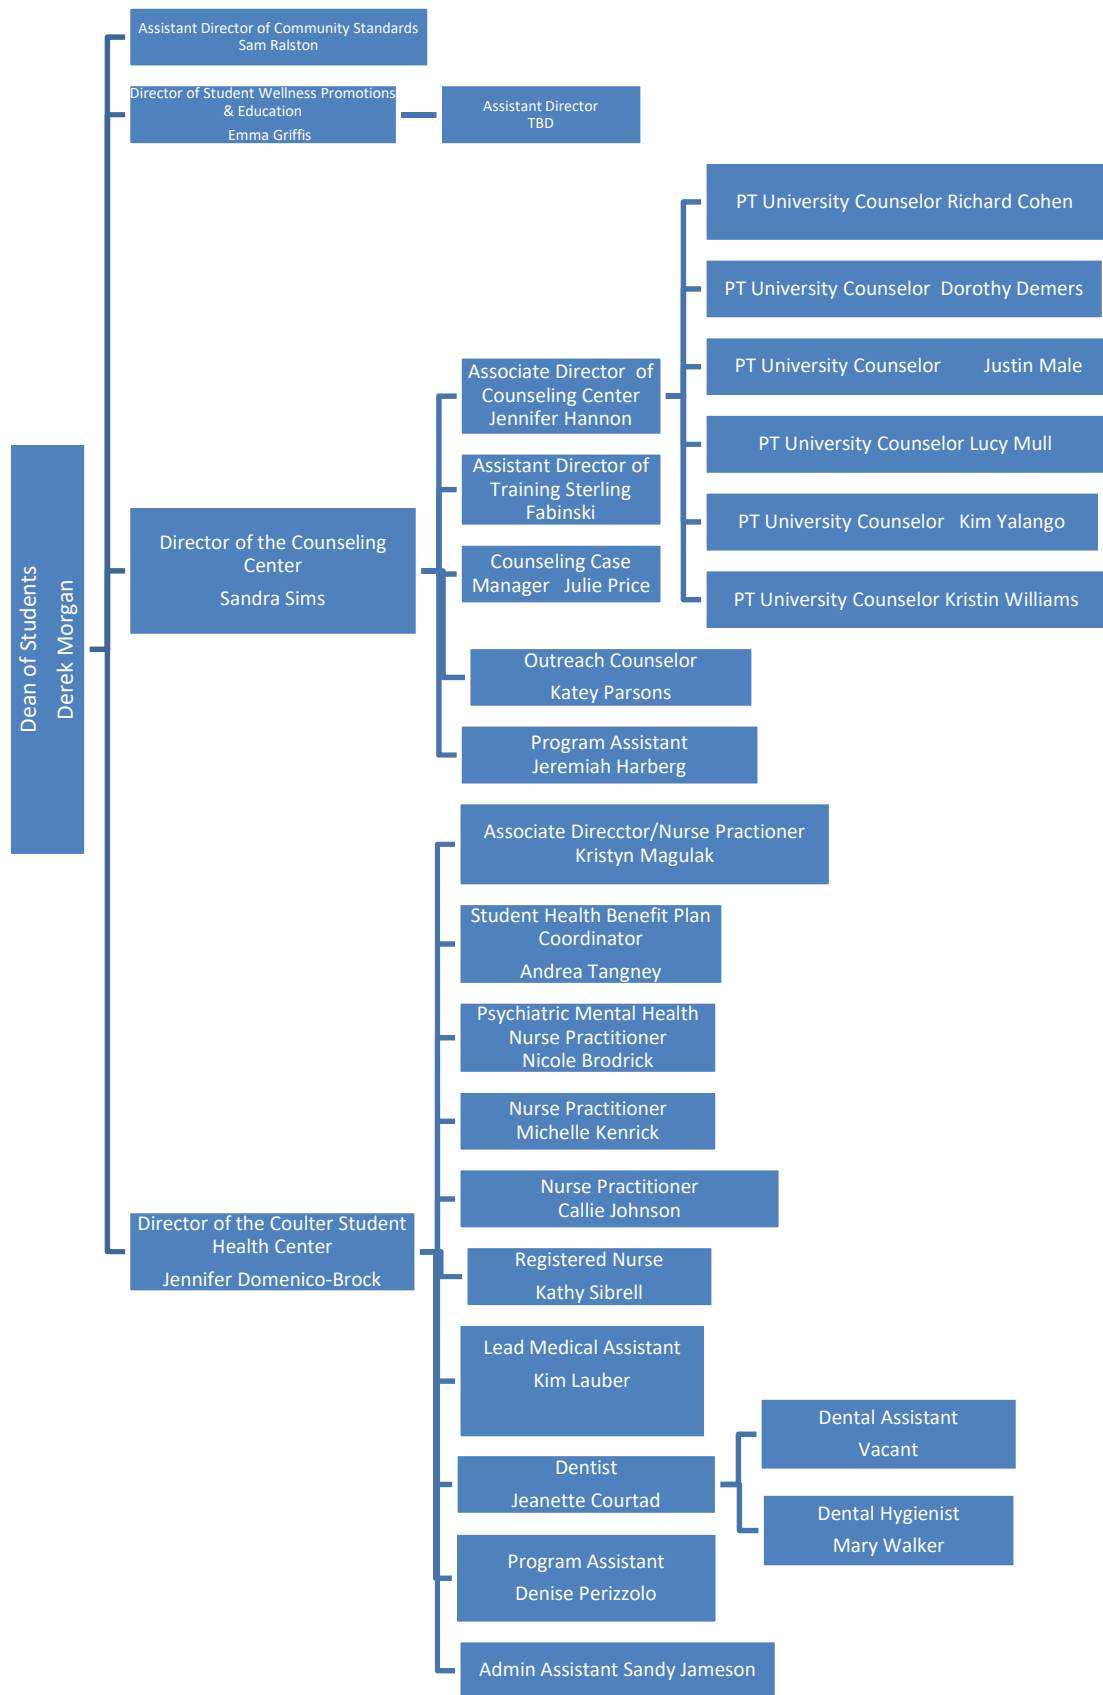 Assistant Director of Community Standards
Sam Ralston
Director of Student Wellness Promotions
& Education
Emma Griffis
Assistant Director
TBD
PT University Counselor Richard Cohen
PT University Counselor Dorothy Demers
PT University Counselor Justin Male
PT University Counselor Lucy Mull
PT University Counselor Kim Yalango
PT University Counselor Kristin Williams
Associate Director of
Counseling Center
Jennifer Hannon
Assistant Director of
Training Sterling
Fabinski
Counseling Case
Manager Julie Price
Outreach Counselor
Katey Parsons
Program Assistant
Jeremiah Harberg
Director of the Counseling
Center
Sandra Sims
Dean of Students
Derek Morgan
Associate Direcctor/Nurse Practioner
Kristyn Magulak
Student Health Benefit Plan
Coordinator
Andrea Tangney
Psychiatric Mental Health
Nurse Practitioner
Nicole Brodrick
Nurse Practitioner
Michelle Kenrick
Nurse Practitioner
Callie Johnson
Director of the Coulter Student
Health Center
Jennifer Domenico-Brock
Registered Nurse
Kathy Sibrell
Lead Medical Assistant
Kim Lauber
Dentist
Jeanette Courtad
Dental Assistant
Vacant
Dental Hygienist
Mary Walker
Program Assistant
Denise Perizzolo
Admin Assistant Sandy Jameson